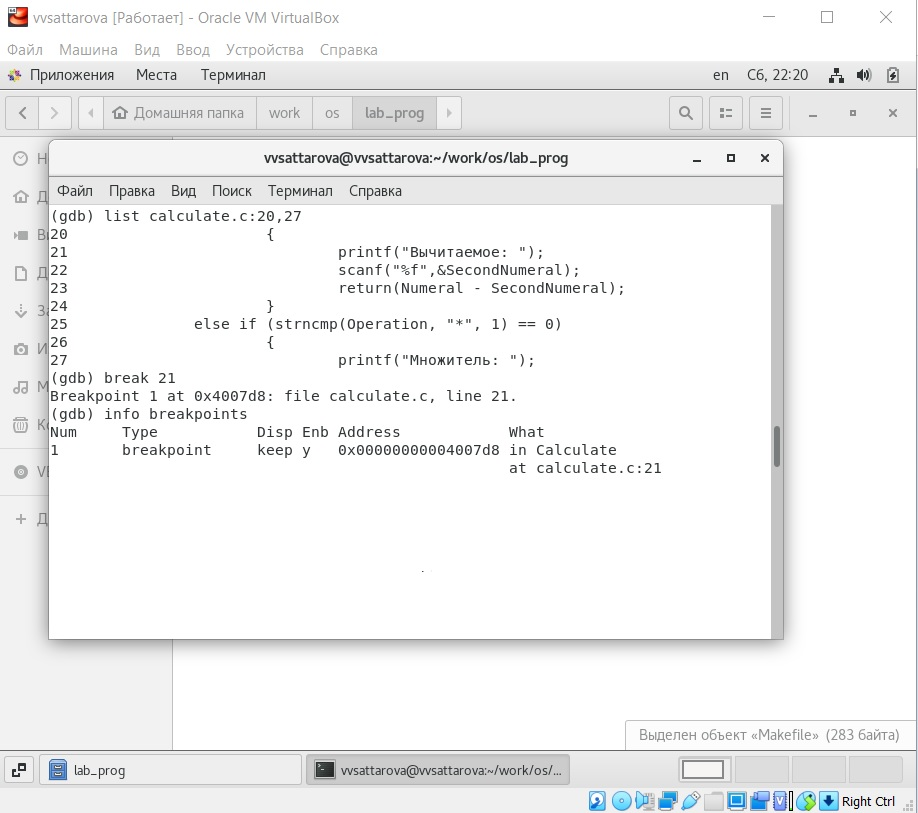 vvsattarova [Работает] - Oracle VM VirtualBox
Файл Машина Вид Ввод Устройства Справка
Приложения Места Терминал en Сб, 22:20
Домашняя папка work os lab_prog
vvsattarova@vvsattarova:~/work/os/lab_prog
Файл Правка Вид Поиск Терминал Справка
(gdb) list calculate.c:20,27
20 {
21 printf("Вычитаемое: ");
22 scanf("%f",&SecondNumeral);
23 return(Numeral - SecondNumeral);
24 }
25 else if (strncmp(Operation, "*", 1) == 0)
26 {
27 printf("Множитель: ");
(gdb) break 21
Breakpoint 1 at 0x4007d8: file calculate.c, line 21.
(gdb) info breakpoints
Num Type Disp Enb Address What
1 breakpoint keep y 0x00000000004007d8 in Calculate
at calculate.c:21
Выделен объект «Makefile» (283 байта)
lab_prog vvsattarova@vvsattarova:~/work/os/...
Right Ctrl